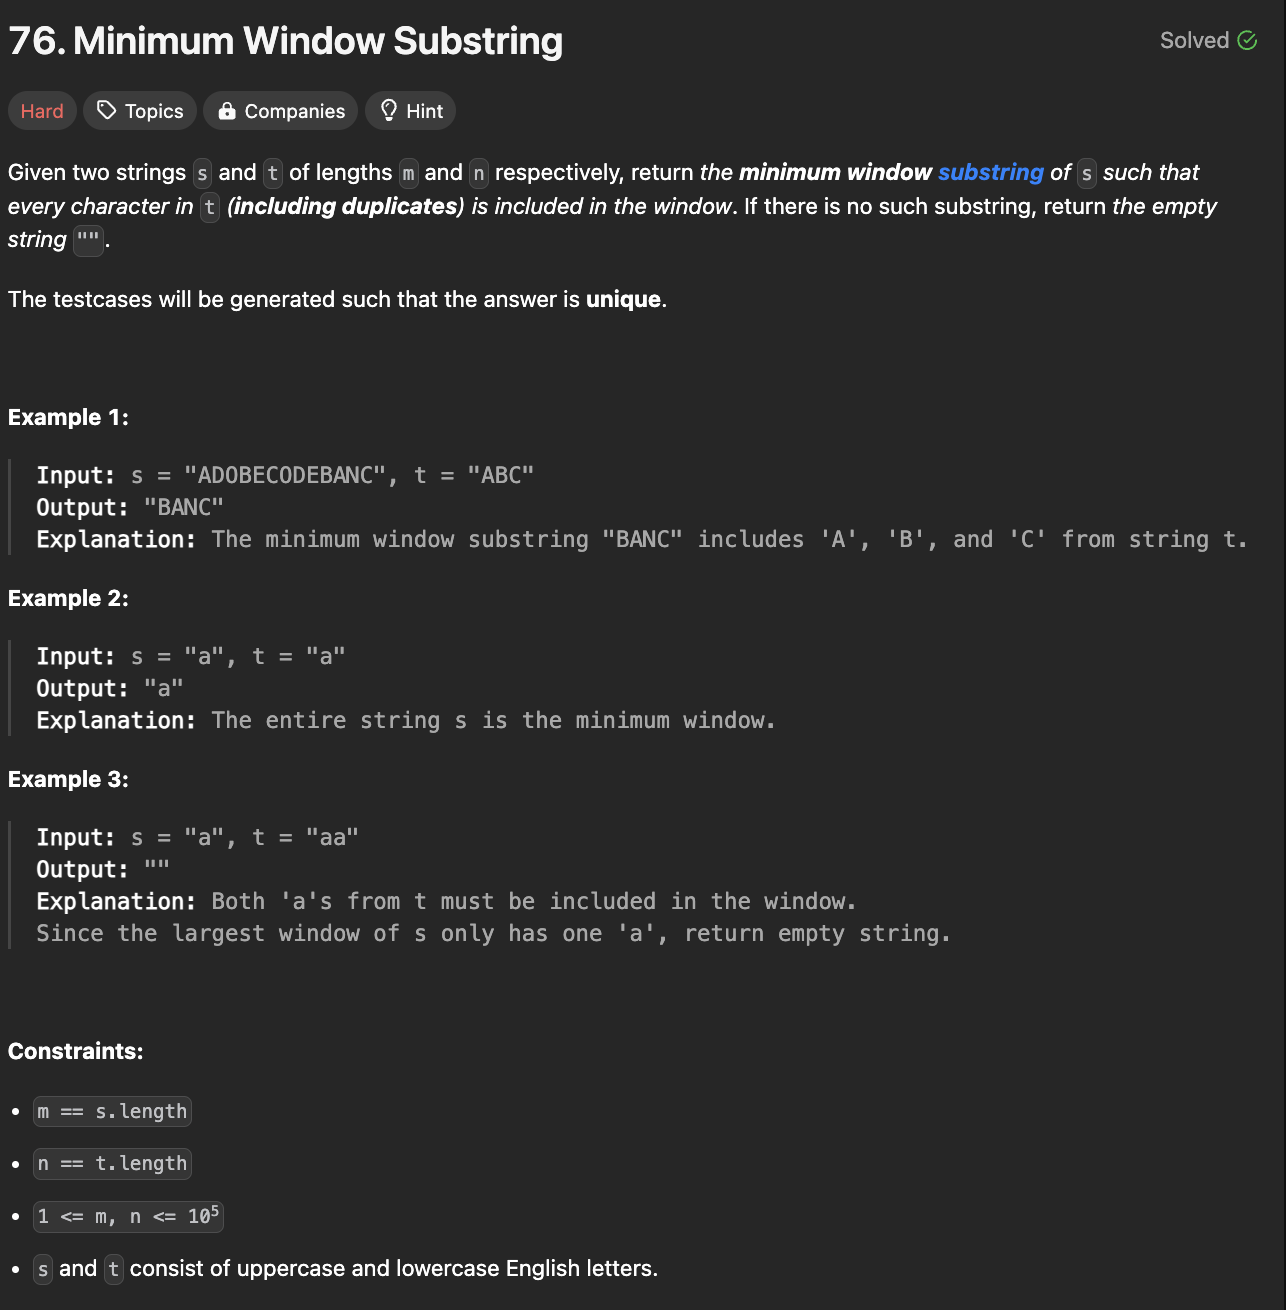 76. Minimum Window Substring
Solved
Hard
Topics
Companies
Hint
Given two strings s and t of lengths m and n respectively, return the minimum window substring of s such that
every character in t (including duplicates) is included in the window. If there is no such substring, return the empty
string "".
The testcases will be generated such that the answer is unique.
Example 1:
Input: s = "ADOBECODEBANC", t = "ABC"
Output: "BANC"
Explanation: The minimum window substring "BANC" includes 'A', 'B', and 'C' from string t.
Example 2:
Input: s = "a", t = "a"
Output: "a"
Explanation: The entire string s is the minimum window.
Example 3:
Input: s = "a", t = "aa"
Output: ""
Explanation: Both 'a's from t must be included in the window.
Since the largest window of s only has one 'a', return empty string.
Constraints:
• m == s.length
• n == t.length
• 1 <= m, n <= 10⁵
• s and t consist of uppercase and lowercase English letters.